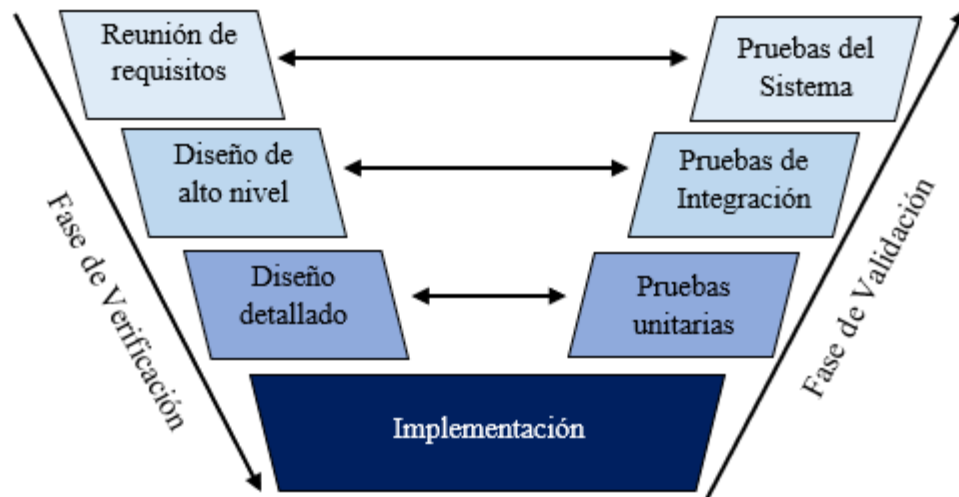 Reunión de
requisitos
Pruebas del
Sistema
Diseño de
alto nivel
Pruebas de
Integración
Diseño
detallado
Pruebas
unitarias
Implementación
Fase de Verificación
Fase de Validación